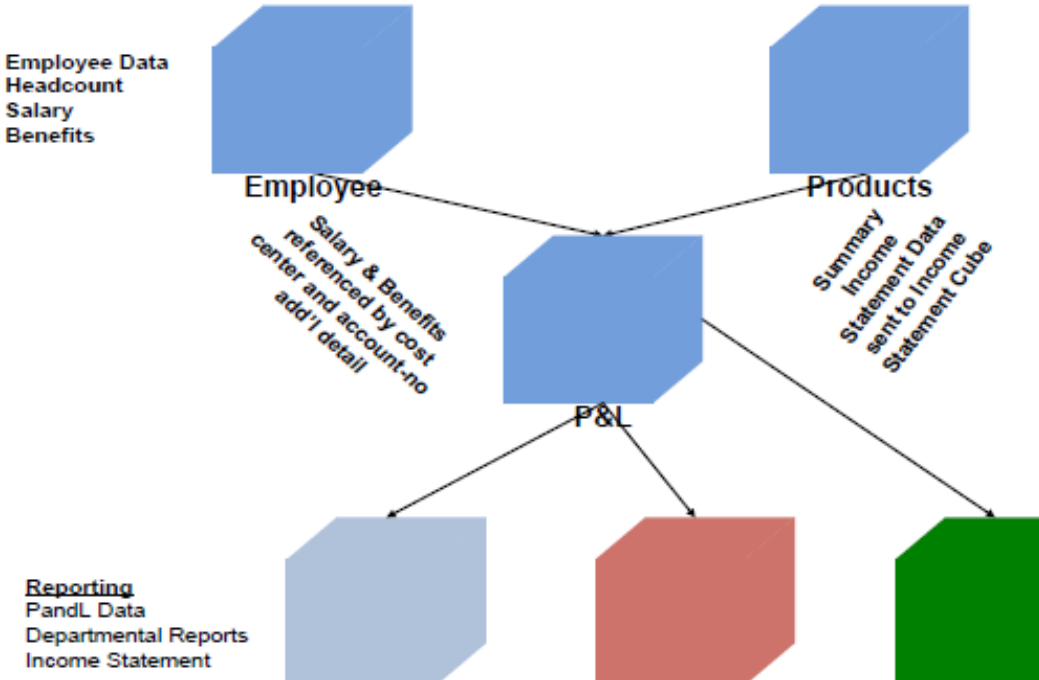 Employee Data
Headcount
Salary
Benefits
Employee
Products
Salary & Benefits
referenced by cost
center and account-no
add'l detail
Summary
Income
Statement Data
sent to Income
Statement Cube
P&L
Reporting
PandL Data
Departmental Reports
Income Statement